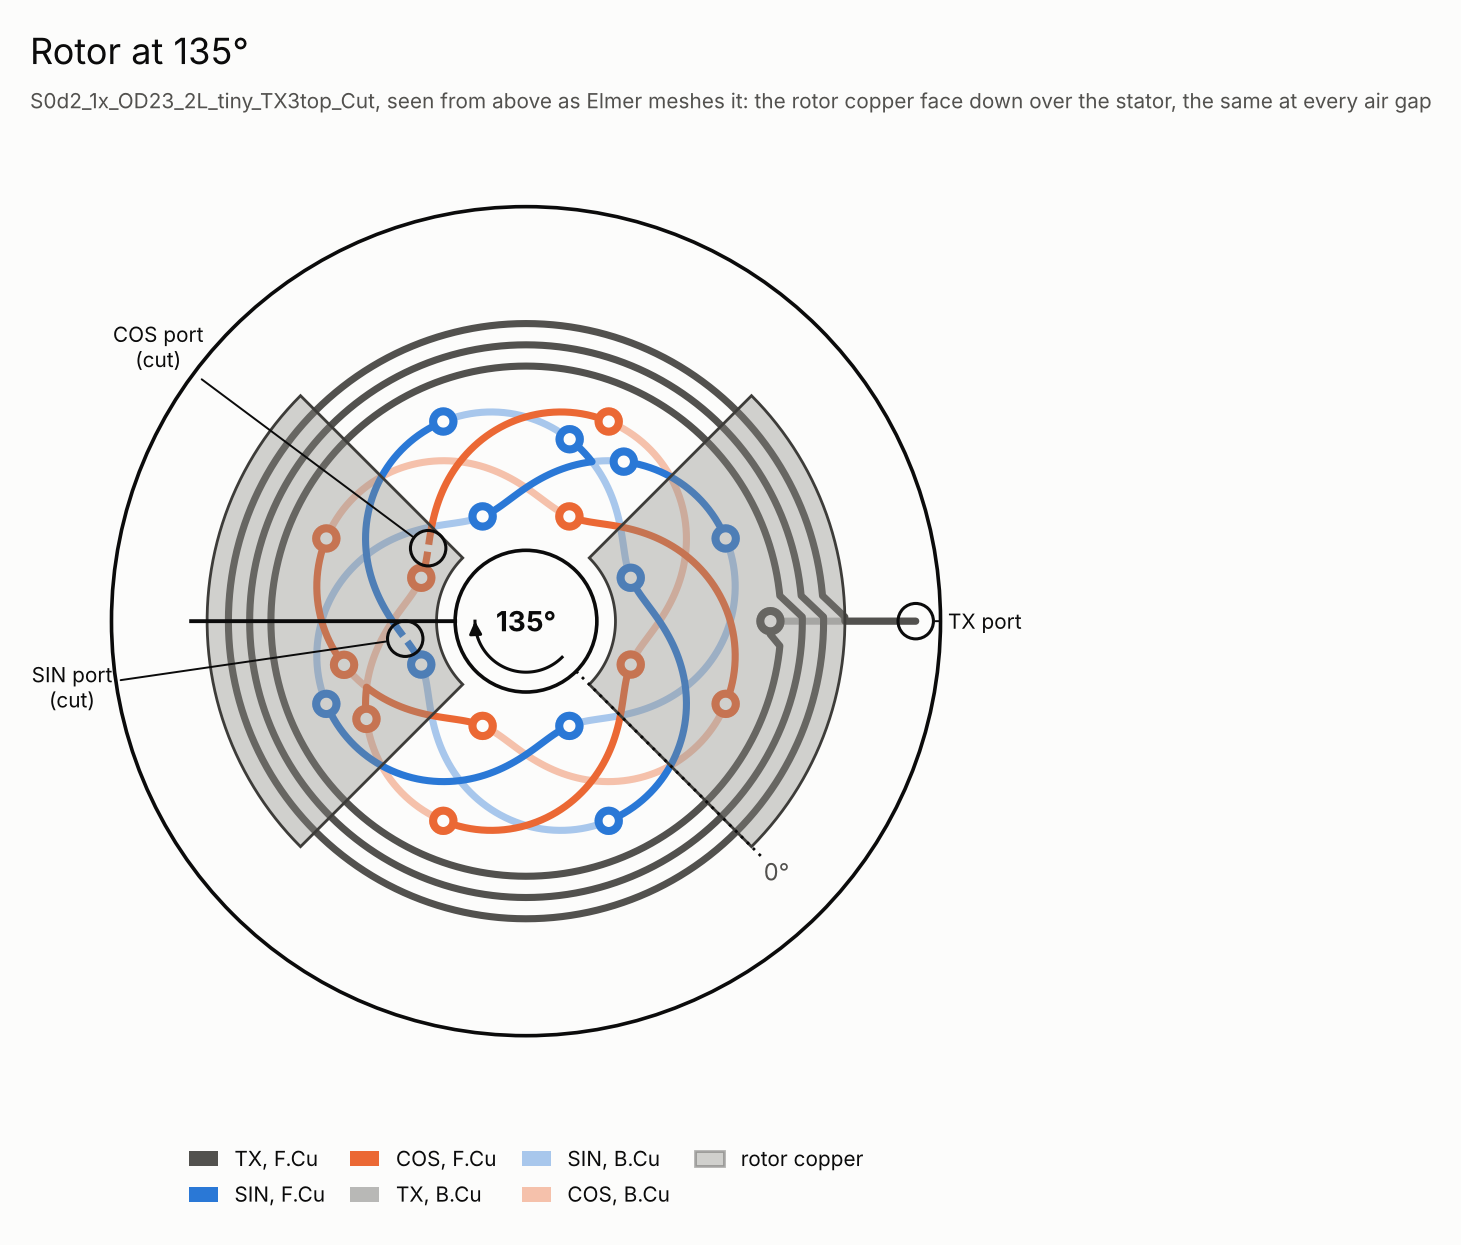 Rotor at 135°
S0d2_1x_OD23_2L_tiny_TX3top_Cut, seen from above as Elmer meshes it: the rotor copper face down over the stator, the same at every air gap
COS port
(cut)
135°
TX port
SIN port
(cut)
0°
TX, F.Cu
COS, F.Cu
SIN, B.Cu
rotor copper
SIN, F.Cu
TX, B.Cu
COS, B.Cu